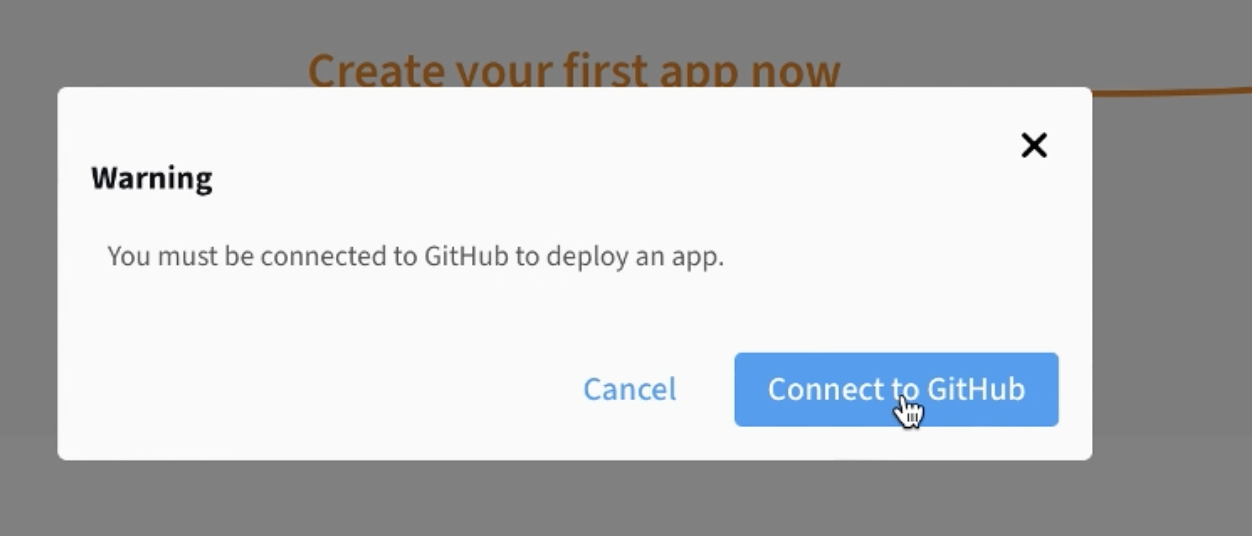 Create your first app now
Warning
You must be connected to GitHub to deploy an app.
Cancel
Connect to GitHub